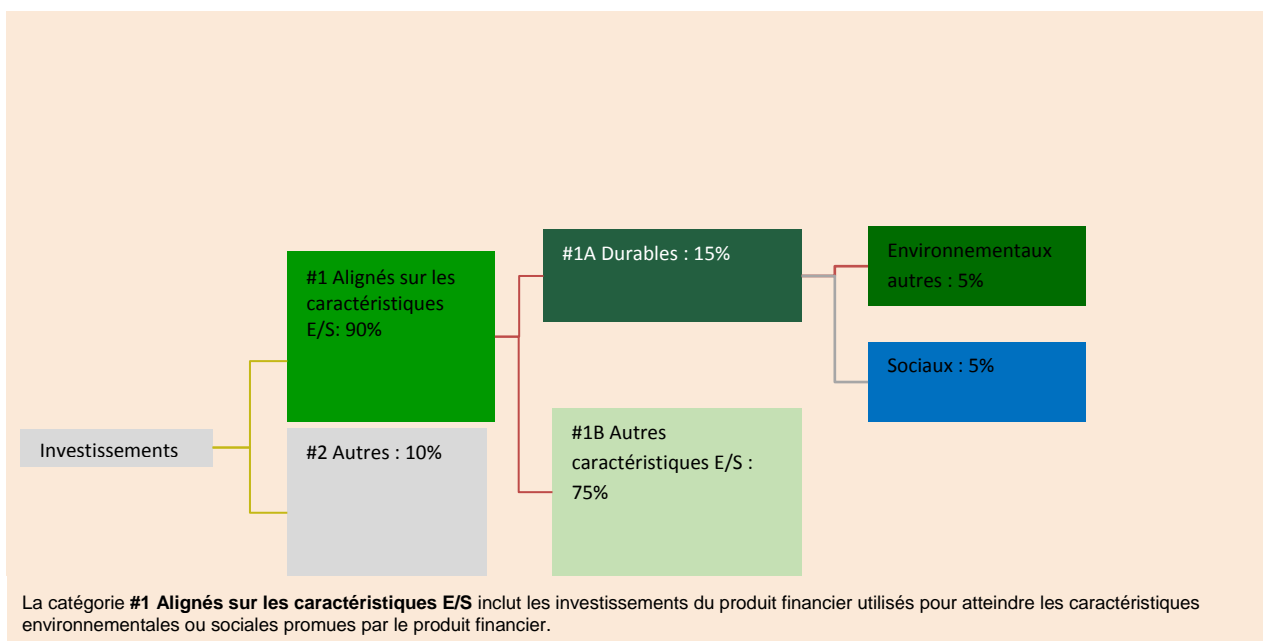 #1A Durables : 15%
Environnementaux
autres : 5%
#1 Alignés sur les
caractéristiques
E/S: 90%
Sociaux : 5%
#1B Autres
caractéristiques E/S :
75%
Investissements
#2 Autres : 10%
La catégorie #1 Alignés sur les caractéristiques E/S inclut les investissements du produit financier utilisés pour atteindre les caractéristiques
environnementales ou sociales promues par le produit financier.